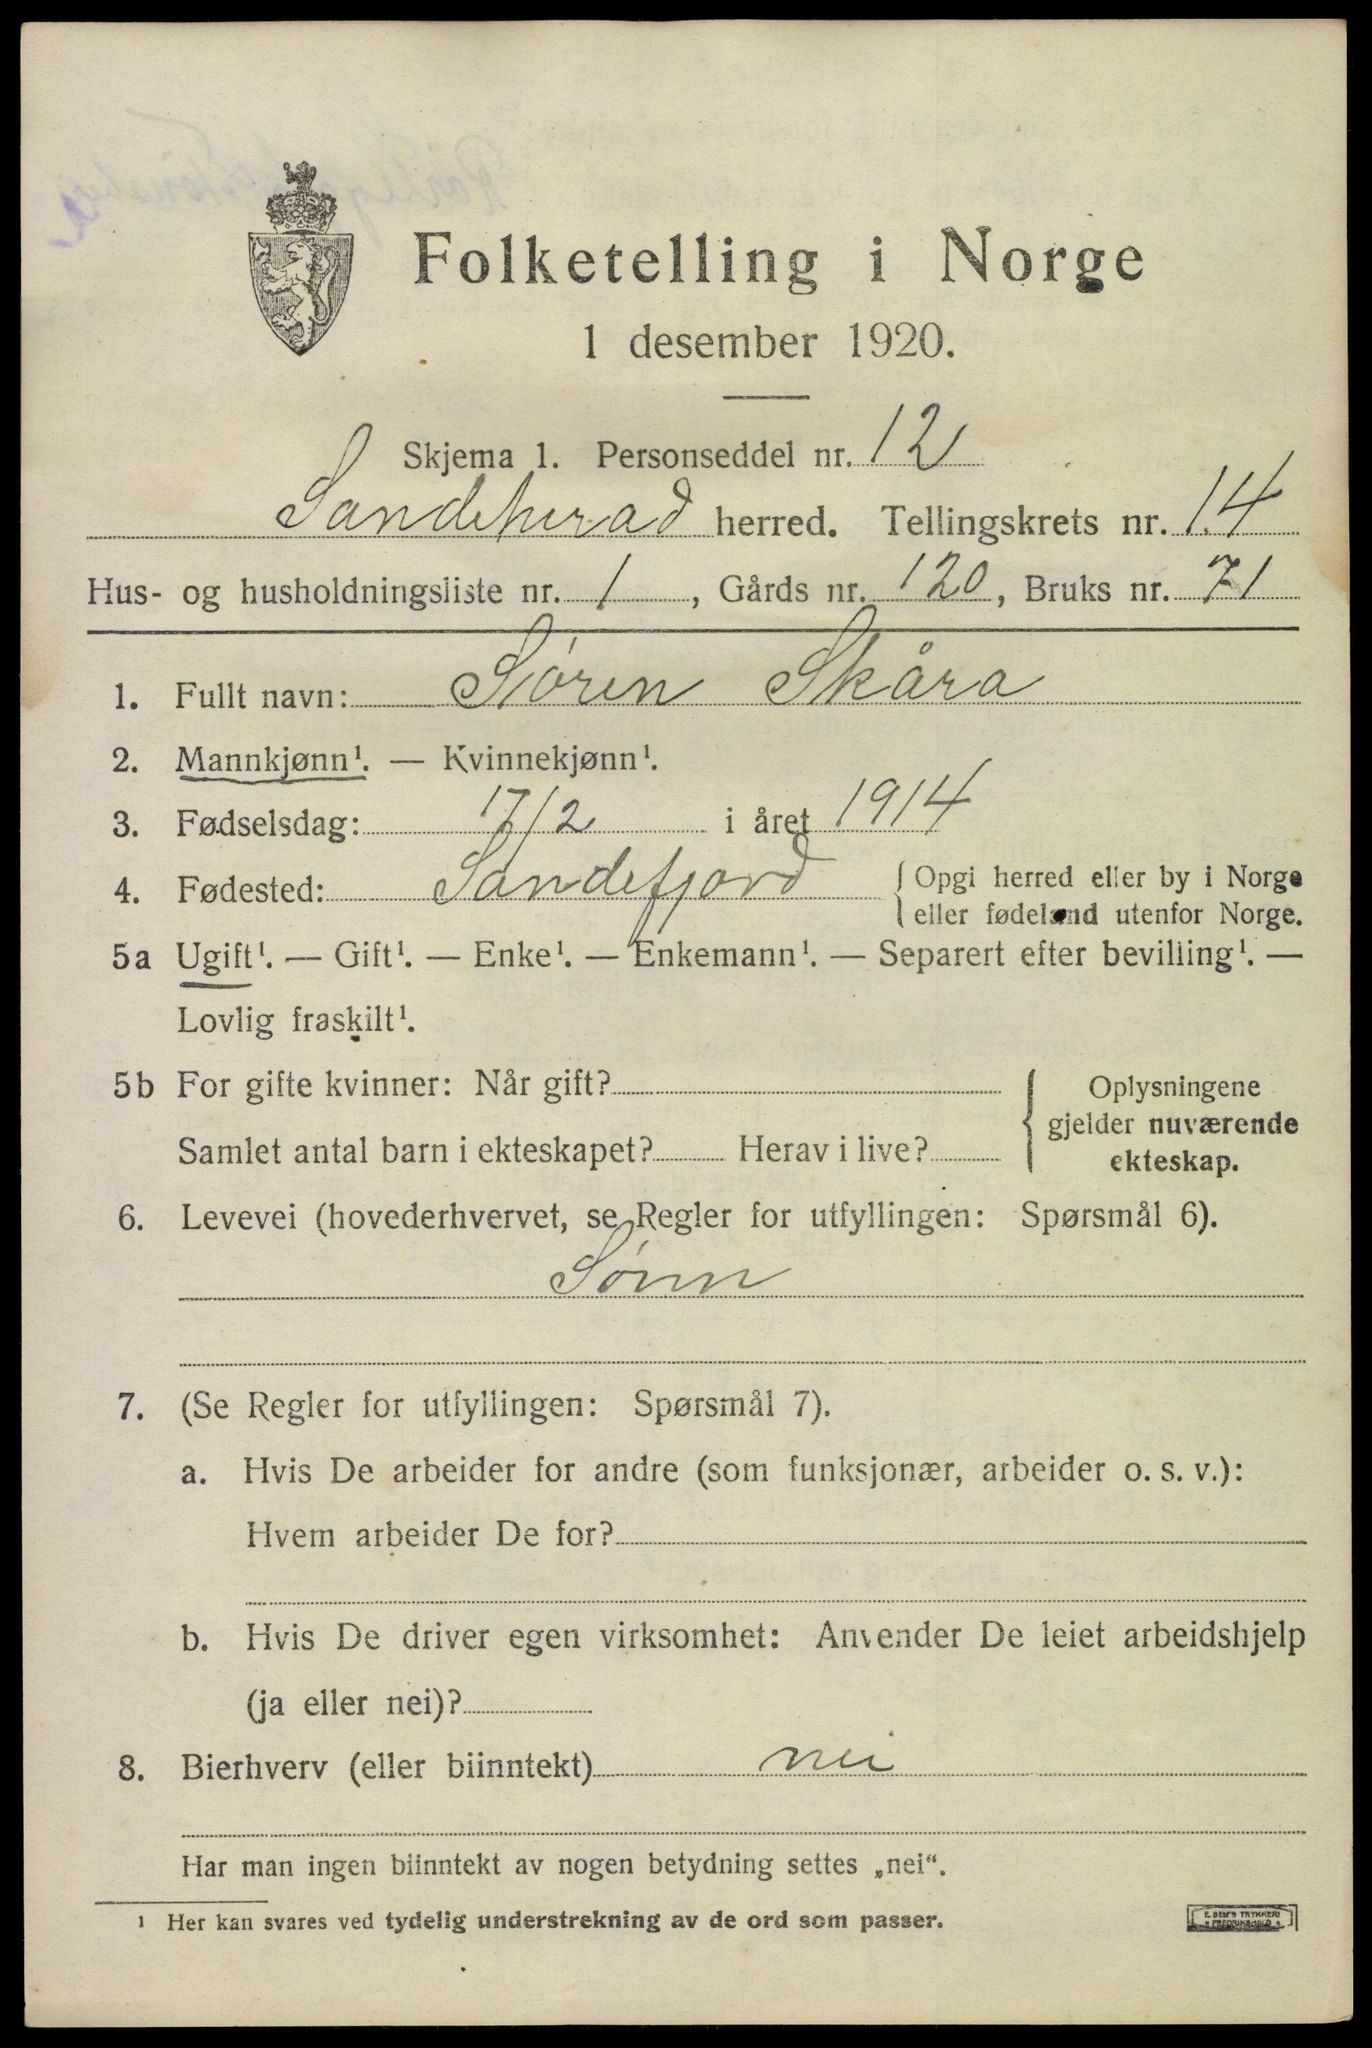 Folketelling i Norge
1 desember 1920.
Skjema 1. Personseddel nr. 12
Sandeherad herred. Tellingskrets nr. 14
Hus- og husholdningsliste nr. 1, Gårds nr. 120, Bruks nr. 71
1. Fullt navn: Søren Skåra
2. Mannkjønn¹. — Kvinnekjønn¹.
3. Fødselsdag: 17/2 i året 1914
4. Fødested: Sandefjord { Opgi herred eller by i Norge
eller fødeland utenfor Norge.
5a Ugift¹. — Gift¹. — Enke¹. — Enkemann¹. — Separert efter bevilling¹. —
Lovlig fraskilt¹.
5b For gifte kvinner: Når gift?
Samlet antal barn i ekteskapet? Herav i live?
Oplysningene
gjelder nuværende
ekteskap.
6. Levevei (hovederhvervet, se Regler for utfyllingen: Spørsmål 6).
Sønn
7. (Se Regler for utfyllingen: Spørsmål 7).
a. Hvis De arbeider for andre (som funksjonær, arbeider o. s. v.):
Hvem arbeider De for?
b. Hvis De driver egen virksomhet: Anvender De leiet arbeidshjelp
(ja eller nei)?
8. Bierhverv (eller biinntekt) nei
Har man ingen biinntekt av nogen betydning settes „nei“.
¹ Her kan svares ved tydelig understrekning av de ord som passer.
E. SEM'S TRYKKERI
FREDRIKSHALD